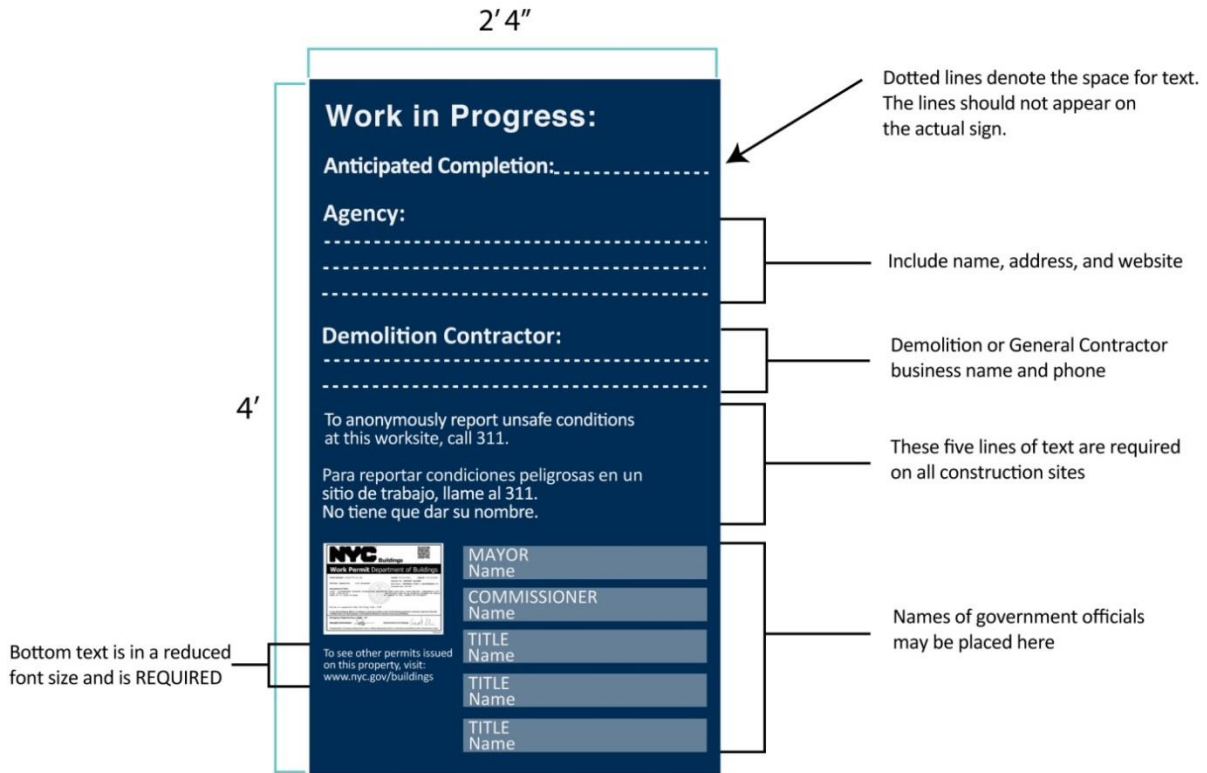 2' 4"
4'
Work in Progress:
Anticipated Completion:
Agency:
Demolition Contractor:
To anonymously report unsafe conditions
at this worksite, call 311.
Para reportar condiciones peligrosas en un
sitio de trabajo, llame al 311.
No tiene que dar su nombre.
NYC Buildings
Work Permit Department of Buildings
To see other permits issued
on this property, visit:
www.nyc.gov/buildings
MAYOR
Name
COMMISSIONER
Name
TITLE
Name
TITLE
Name
TITLE
Name
Dotted lines denote the space for text.
The lines should not appear on
the actual sign.
Include name, address, and website
Demolition or General Contractor
business name and phone
These five lines of text are required
on all construction sites
Names of government officials
may be placed here
Bottom text is in a reduced
font size and is REQUIRED